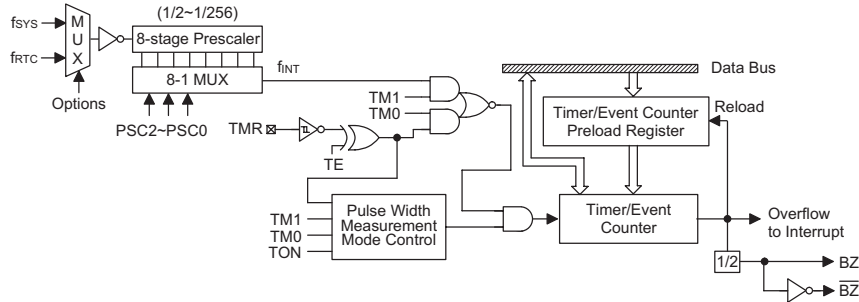 (1/2~1/256)
fSYS
M
U
X
8-stage Prescaler
fRTC
8-1 MUX
fINT
Options
PSC2~PSC0
TM1
TM0
TMR
TE
Data Bus
Timer/Event Counter
Preload Register
Reload
TM1
TM0
TON
Pulse Width
Measurement
Mode Control
Timer/Event
Counter
Overflow
to Interrupt
1/2
BZ
B̅Z̅